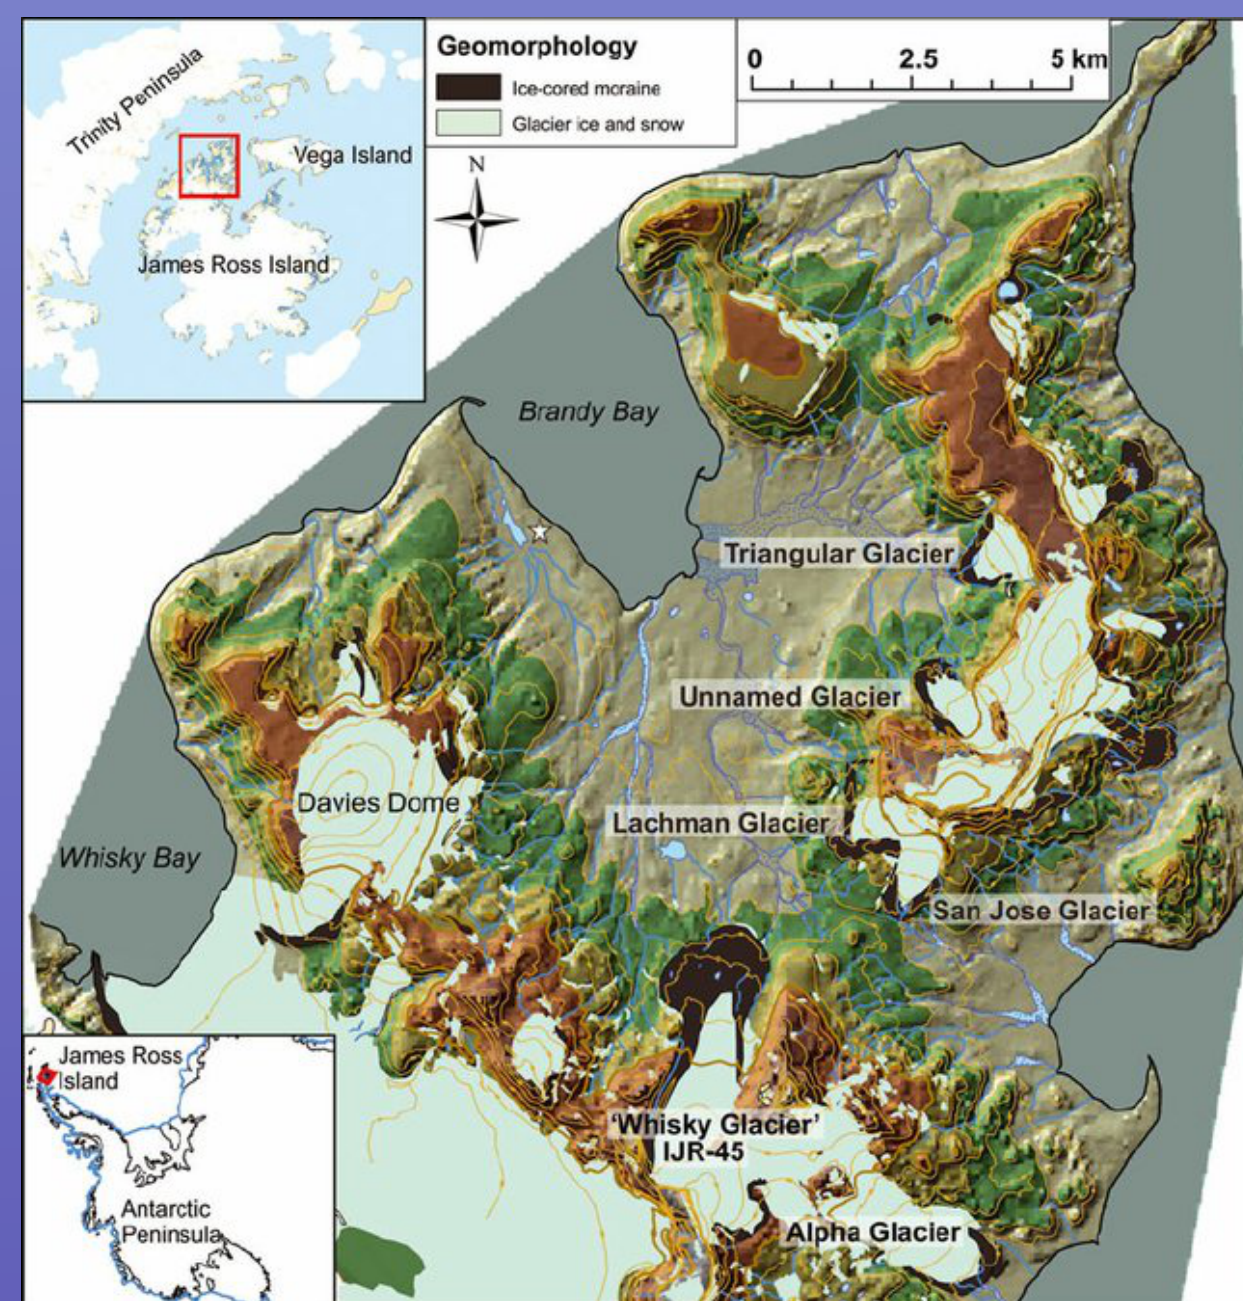 Trinity Peninsula
Vega Island
James Ross Island
Geomorphology
Ice-cored moraine
Glacier ice and snow
0 2.5 5 km
N
Brandy Bay
Triangular Glacier
Unnamed Glacier
Davies Dome
Lachman Glacier
Whisky Bay
San Jose Glacier
James Ross
Island
'Whisky Glacier'
IJR-45
Antarctic
Peninsula
Alpha Glacier